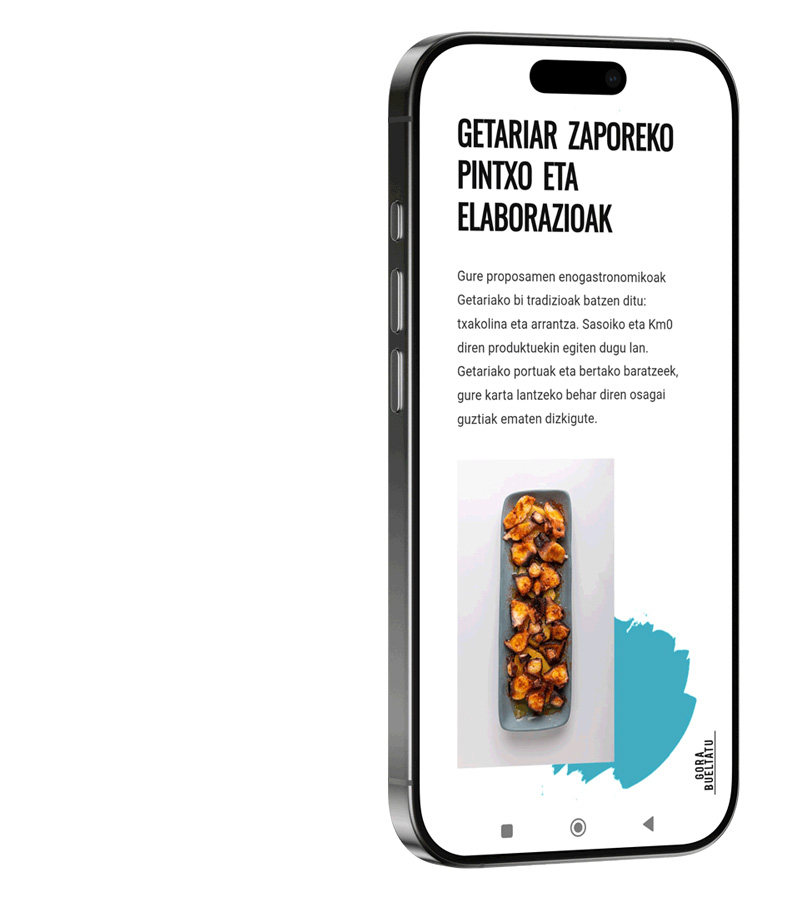 GETARIAR ZAPOREKO
PINTXO ETA
ELABORAZIOAK
Gure proposamen enogastronomikoak
Getariako bi tradizioak batzen ditu:
txakolina eta arrantza. Sasoiko eta Km0
diren produktuekin egiten dugu lan.
Getariako portuak eta bertako baratzeek,
gure karta lantzeko behar diren osagai
guztiak ematen dizkigute.
GORA
BUELTATU